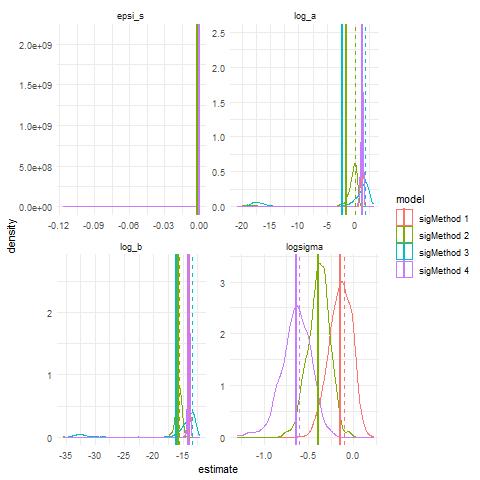 epsi_s
log_a
2.0e+09
1.5e+09
1.0e+09
5.0e+08
0.0e+00
-0.12
-0.09
-0.06
-0.03
0.00
2.5
2.0
1.5
1.0
0.5
0.0
-20
-15
-10
-5
0
density
log_b
logsigma
2
1
0
-35
-30
-25
-20
-15
3
2
1
0
-1.0
-0.5
0.0
estimate
model
sigMethod 1
sigMethod 2
sigMethod 3
sigMethod 4